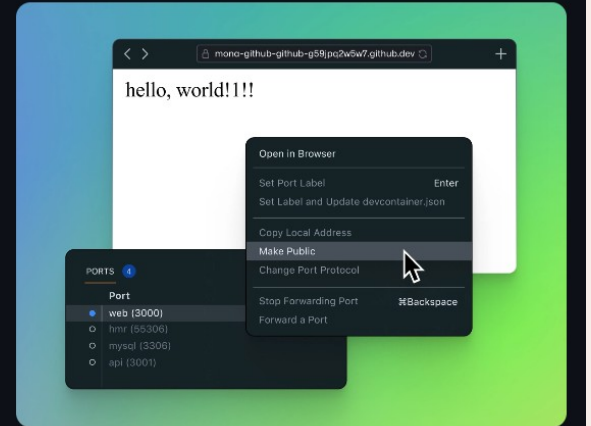 mono-github-github-g59jpq2w5w7.github.dev
hello, world!1!!
Open in Browser
Set Port Label Enter
Set Label and Update devcontainer.json
Copy Local Address
Make Public
Change Port Protocol
Stop Forwarding Port ⌘Backspace
Forward a Port
PORTS 4
Port
web (3000)
hmr (55306)
mysql (3306)
api (3001)